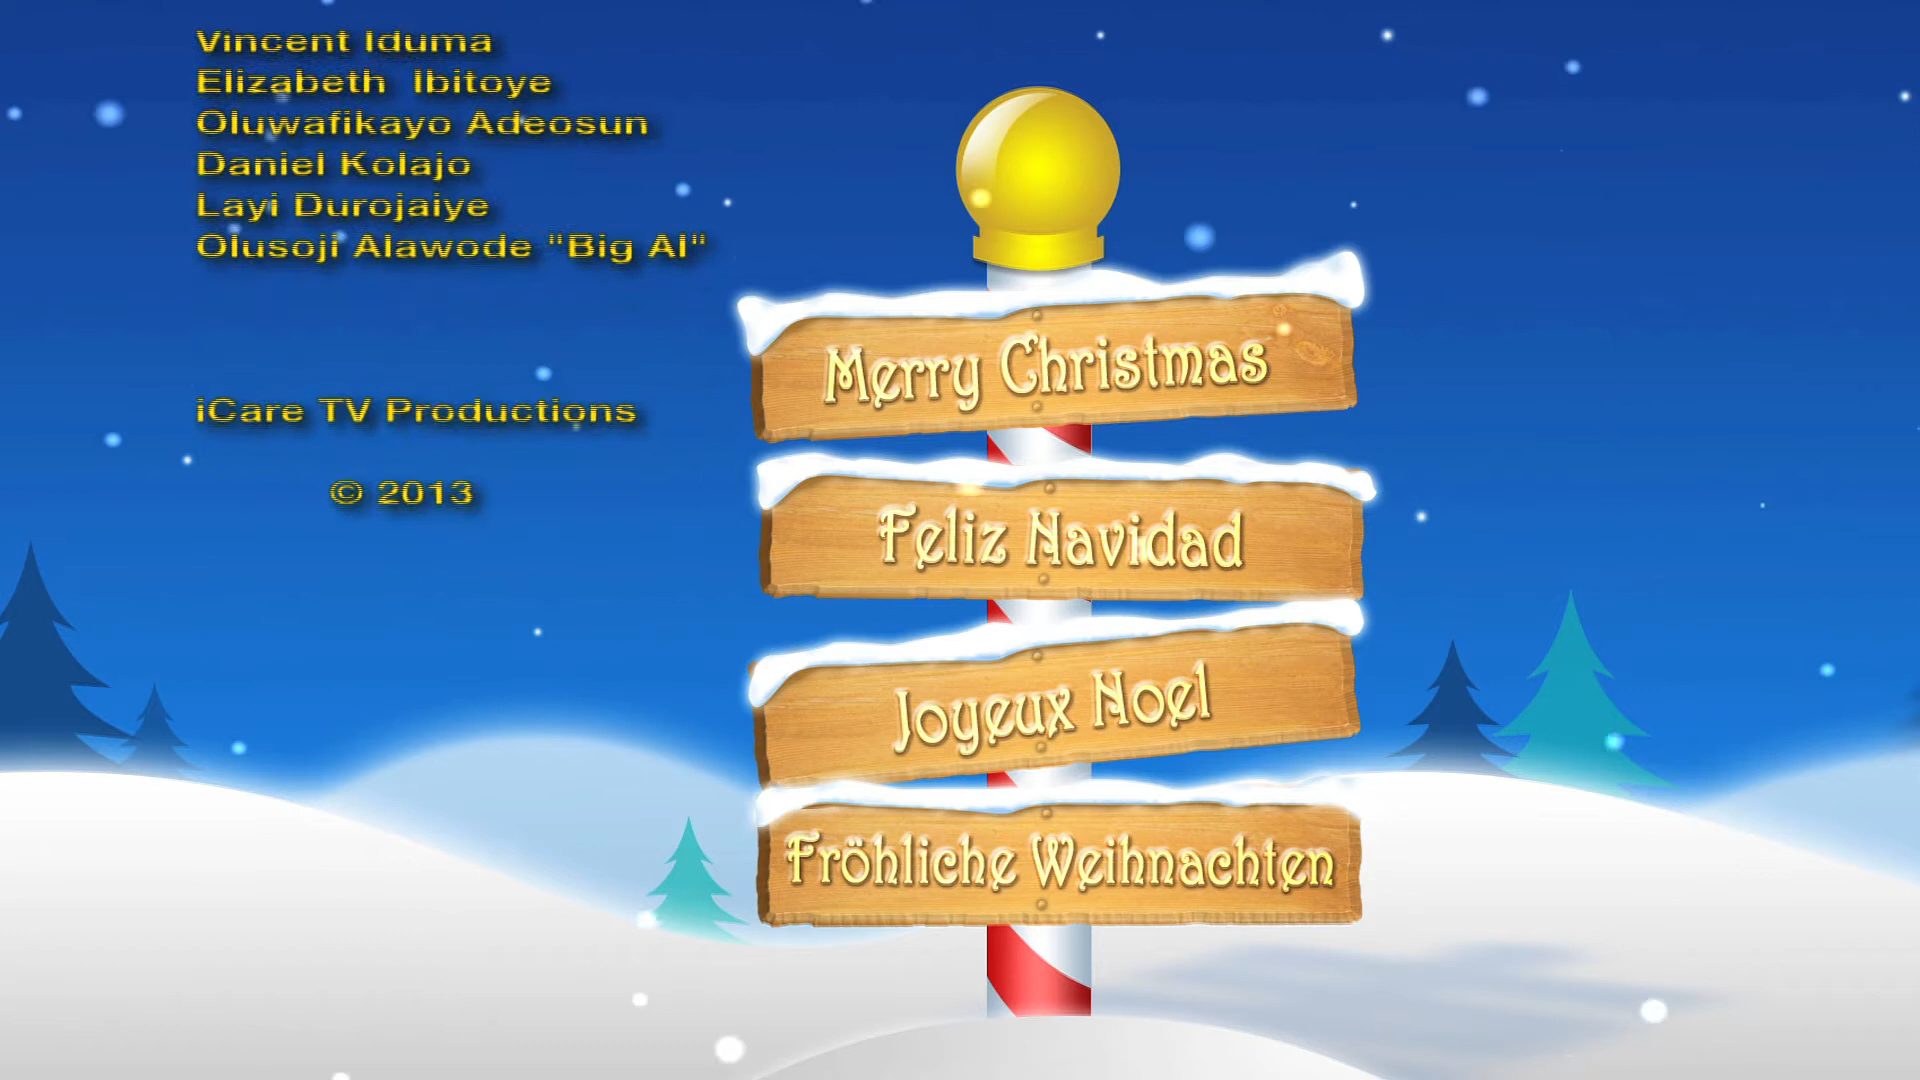 Vincent Iduma
Elizabeth Ibitoye
Oluwafikayo Adeosun
Daniel Kolajo
Layi Durojaiye
Olusoji Alawode "Big Al"
iCare TV Productions
© 2013
Merry Christmas
Feliz Navidad
Joyeux Noel
Fröhliche Weihnachten